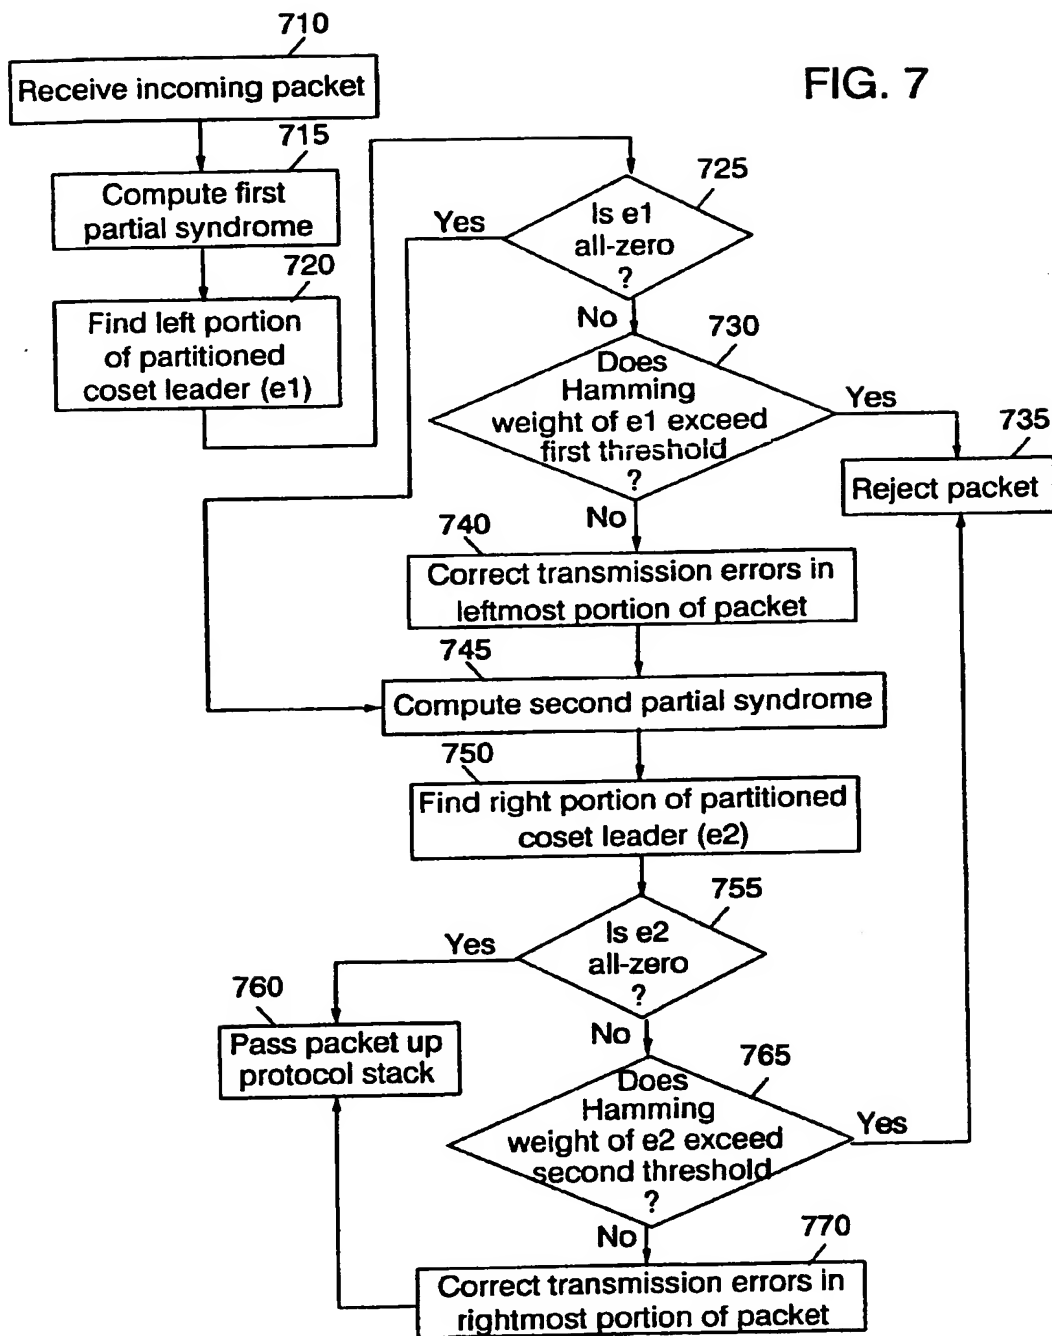 FIG. 7
710
Receive incoming packet
715
Compute first
partial syndrome
720
Find left portion
of partitioned
coset leader (e1)
725
Is e1
all-zero
?
Yes
No
730
Does
Hamming
weight of e1 exceed
first threshold
?
Yes
735
Reject packet
No
740
Correct transmission errors in
leftmost portion of packet
745
Compute second partial syndrome
750
Find right portion of partitioned
coset leader (e2)
755
Is e2
all-zero
?
Yes
760
Pass packet up
protocol stack
No
765
Does
Hamming
weight of e2 exceed
second threshold
?
Yes
No
770
Correct transmission errors in
rightmost portion of packet